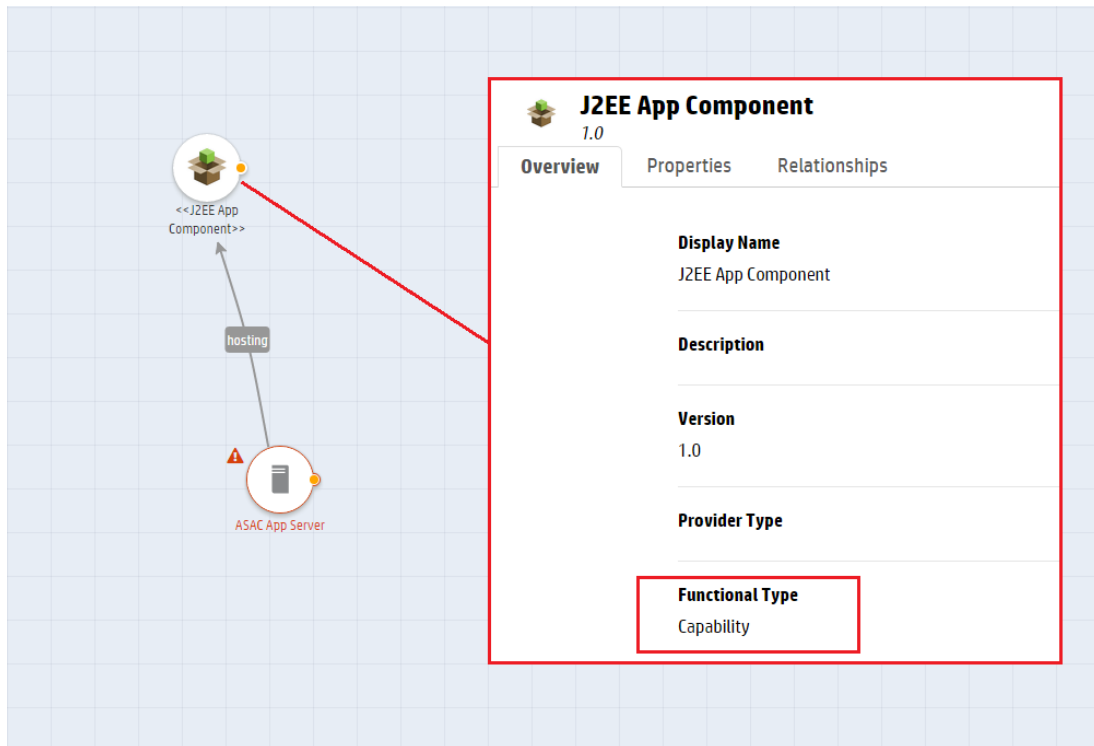 <<J2EE App
Component>>
hosting
ASAC App Server
J2EE App Component
1.0
Overview Properties Relationships
Display Name
J2EE App Component
Description
Version
1.0
Provider Type
Functional Type
Capability